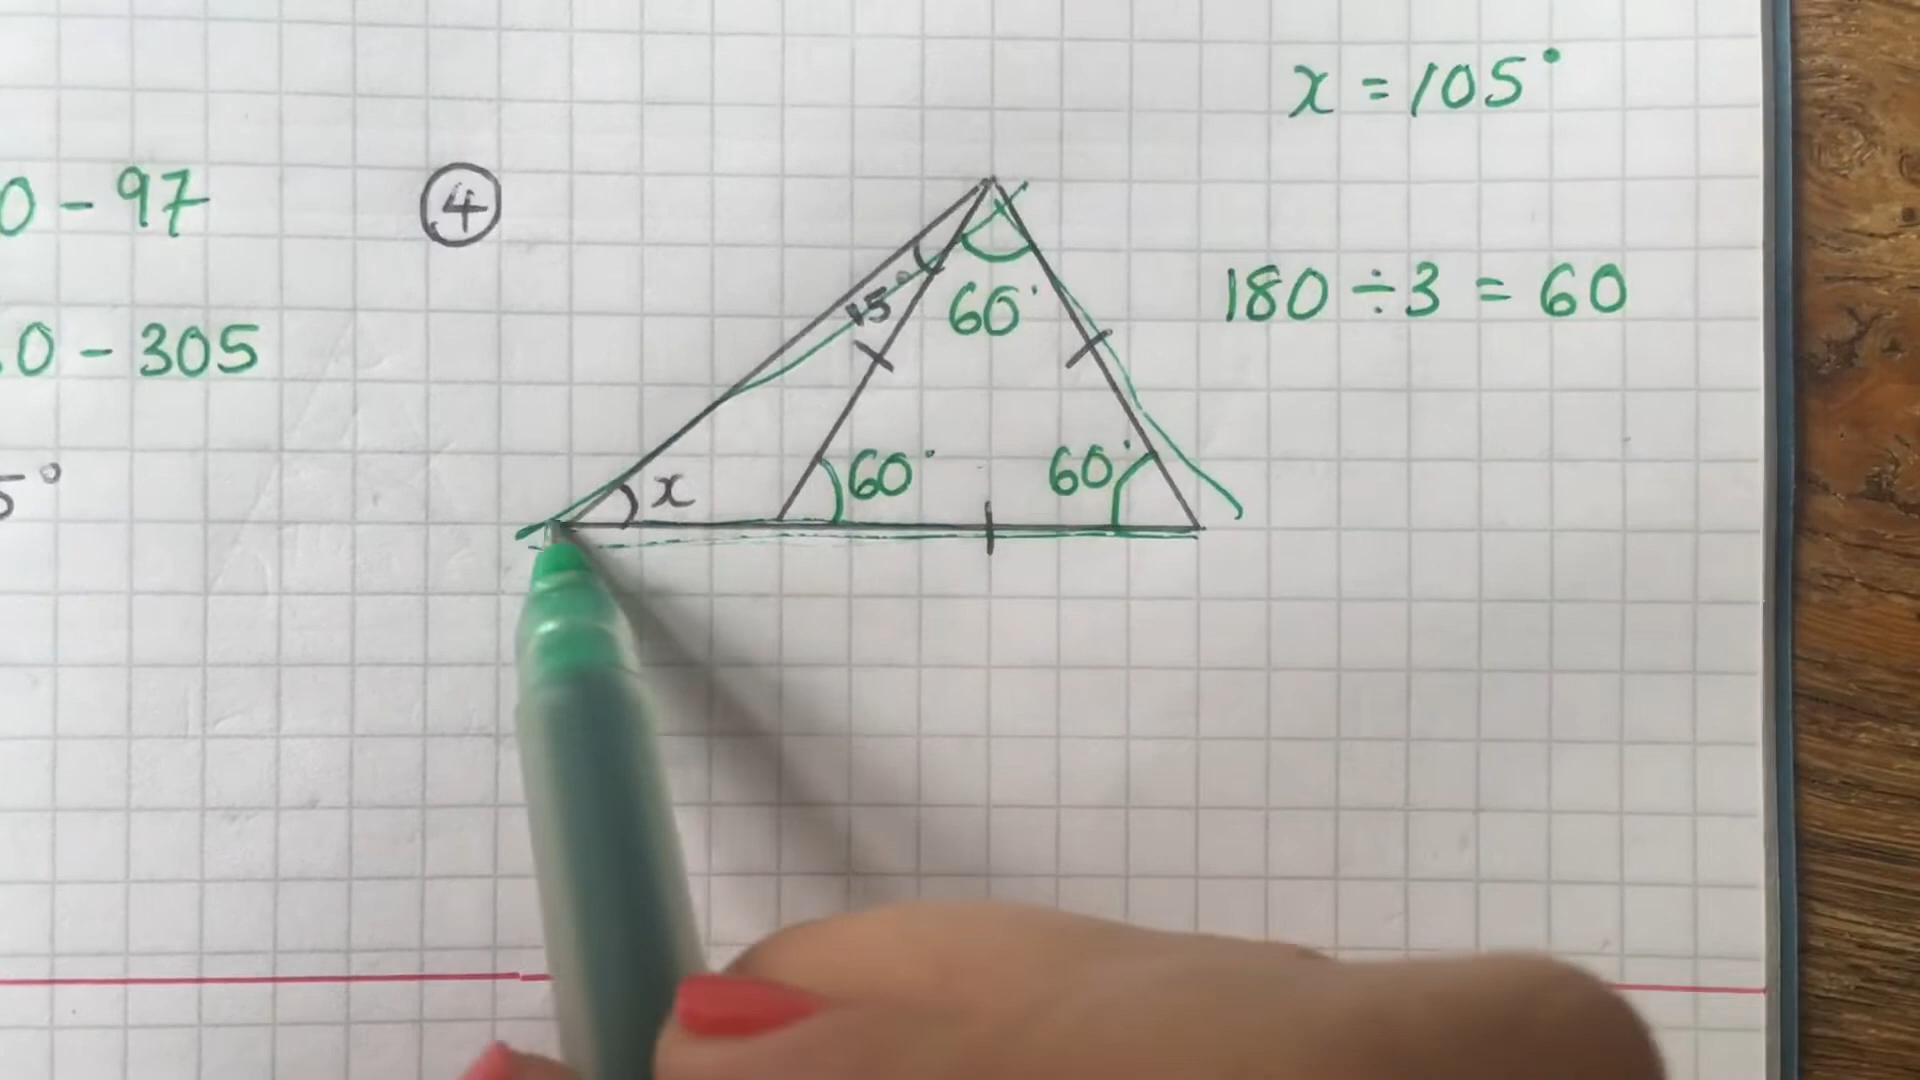 x = 105°
0 - 97
④
15°
60°
180 ÷ 3 = 60
0 - 305
5°
x
60°
60°